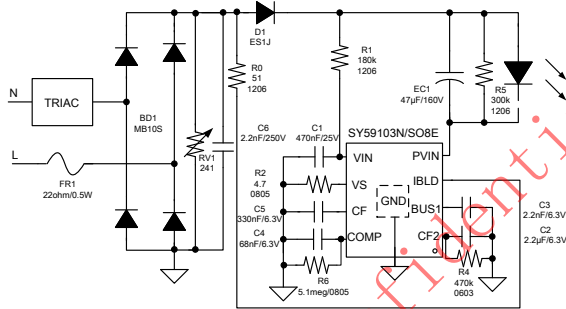 D1
ES1J
N
TRIAC
L
FR1
22ohm/0.5W
BD1
MB10S
RV1
241
R0
51
1206
C6
2.2nF/250V
R1
180k
1206
EC1
47µF/160V
R5
300k
1206
C1
470nF/25V
R2
4.7
0805
C5
330nF/6.3V
C4
68nF/6.3V
R6
5.1meg/0805
SY59103N/SO8E
VIN
VS
CF
COMP
GND
PVIN
IBLD
BUS1
CF2
C3
2.2nF/6.3V
C2
2.2µF/6.3V
R4
470k
0603
fidenti